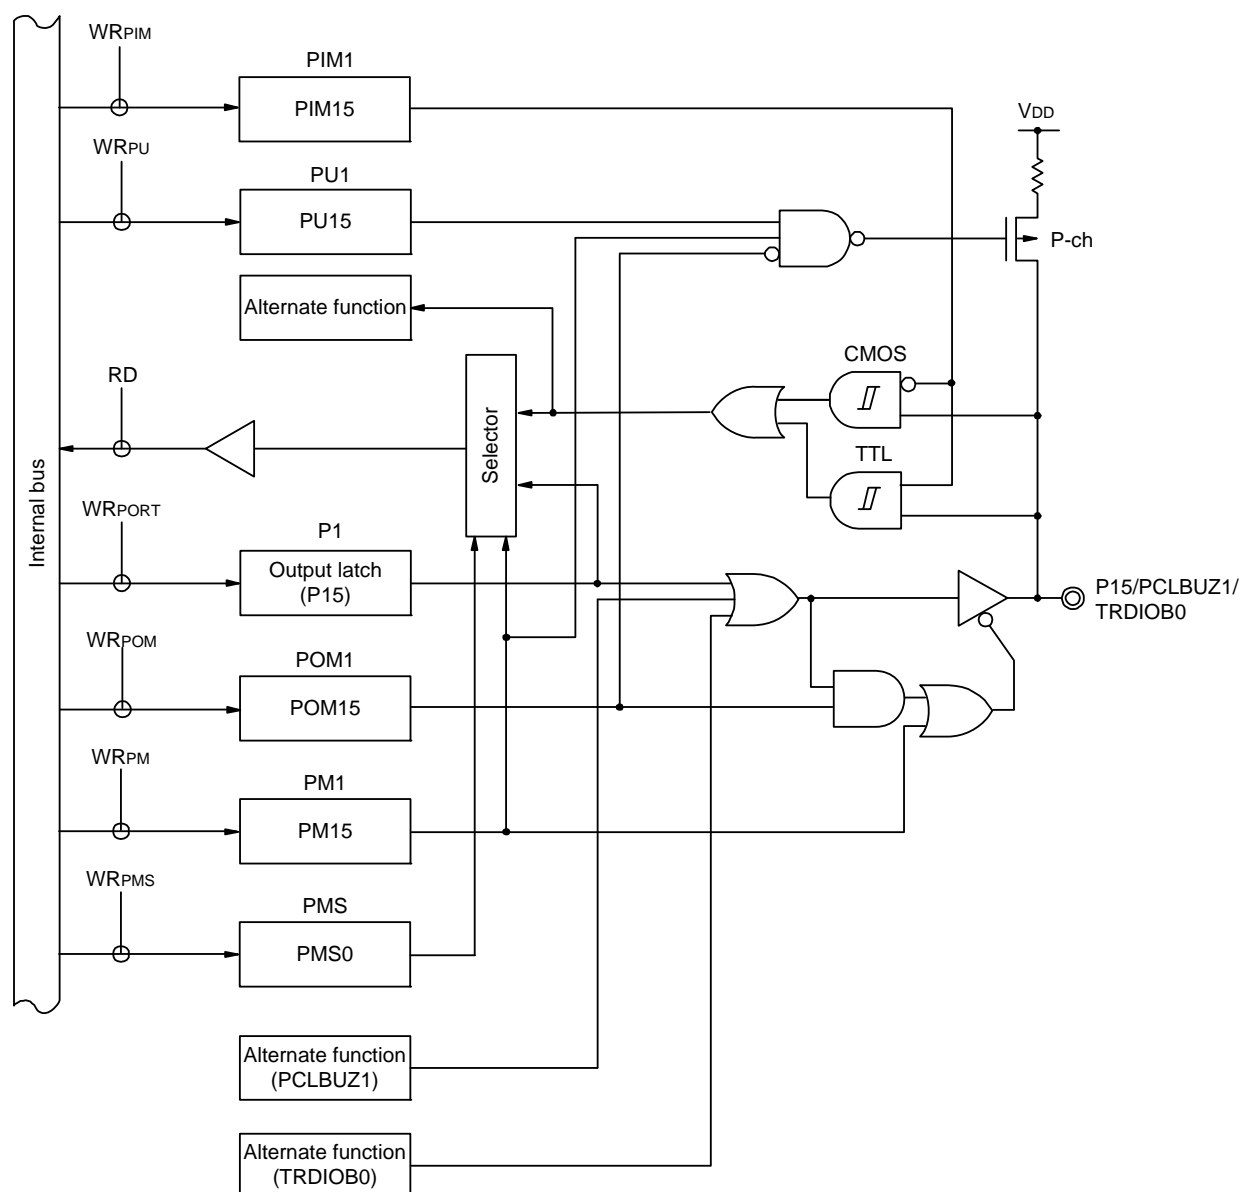 WRPIM
PIM1
PIM15
VDD
WRPU
PU1
PU15
P-ch
Alternate function
CMOS
RD
Selector
TTL
Internal bus
WRPORT
P1
Output latch
(P15)
P15/PCLBUZ1/
TRDIOB0
WRPOM
POM1
POM15
WRPM
PM1
PM15
WRPMS
PMS
PMS0
Alternate function
(PCLBUZ1)
Alternate function
(TRDIOB0)